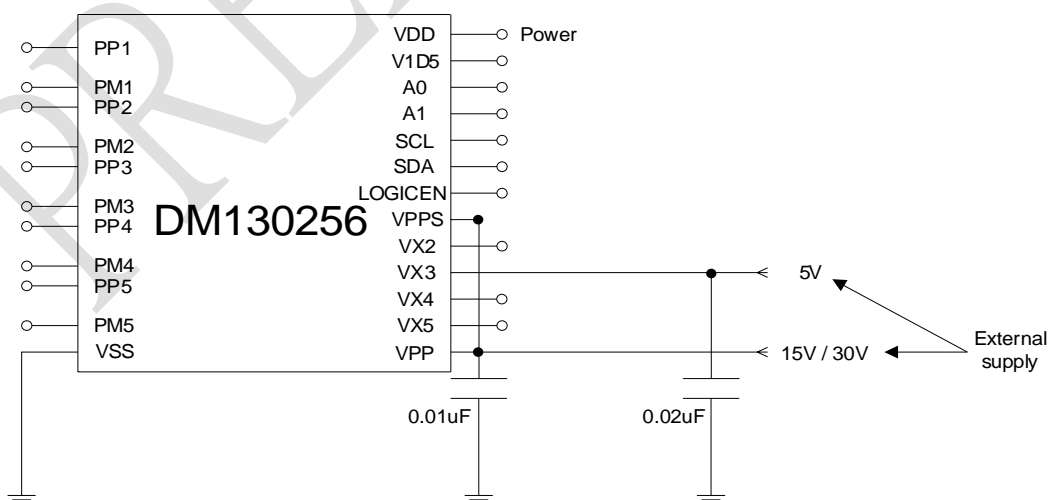 VDD
Power
PP1
V1D5
PM1
A0
PP2
A1
PM2
SCL
PP3
SDA
PM3
LOGICEN
PP4
DM130256
VPPS
PM4
VX2
PP5
VX3
5V
VX4
PM5
VX5
External
supply
VSS
VPP
15V / 30V
0.01uF
0.02uF